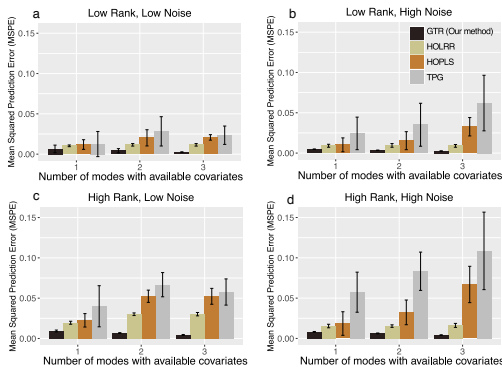 a
Low Rank, Low Noise
Mean Squared Prediction Error (MSPE)
0.15
0.10
0.05
0.00
1
2
3
Number of modes with available covariates
b
Low Rank, High Noise
Mean Squared Prediction Error (MSPE)
0.15
0.10
0.05
0.00
GTR (Our method)
HOLRR
HOPLS
TPG
1
2
3
Number of modes with available covariates
c
High Rank, Low Noise
Mean Squared Prediction Error (MSPE)
0.15
0.10
0.05
0.00
1
2
3
Number of modes with available covariates
d
High Rank, High Noise
Mean Squared Prediction Error (MSPE)
0.15
0.10
0.05
0.00
1
2
3
Number of modes with available covariates